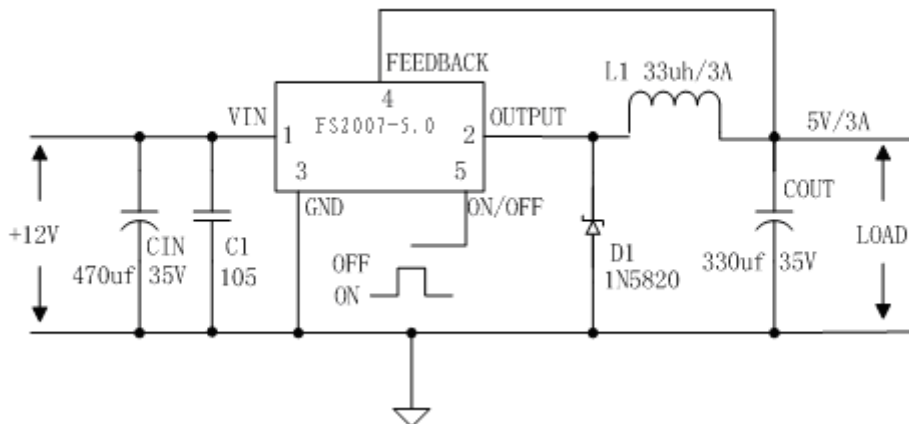 FEEDBACK
L1 33uh/3A
4
VIN
FS2007-5.0
OUTPUT
5V/3A
1
2
3
5
GND
ON/OFF
COUT
+12V
CIN
C1
OFF
D1
LOAD
470uf
35V
105
ON
1N5820
330uf
35V